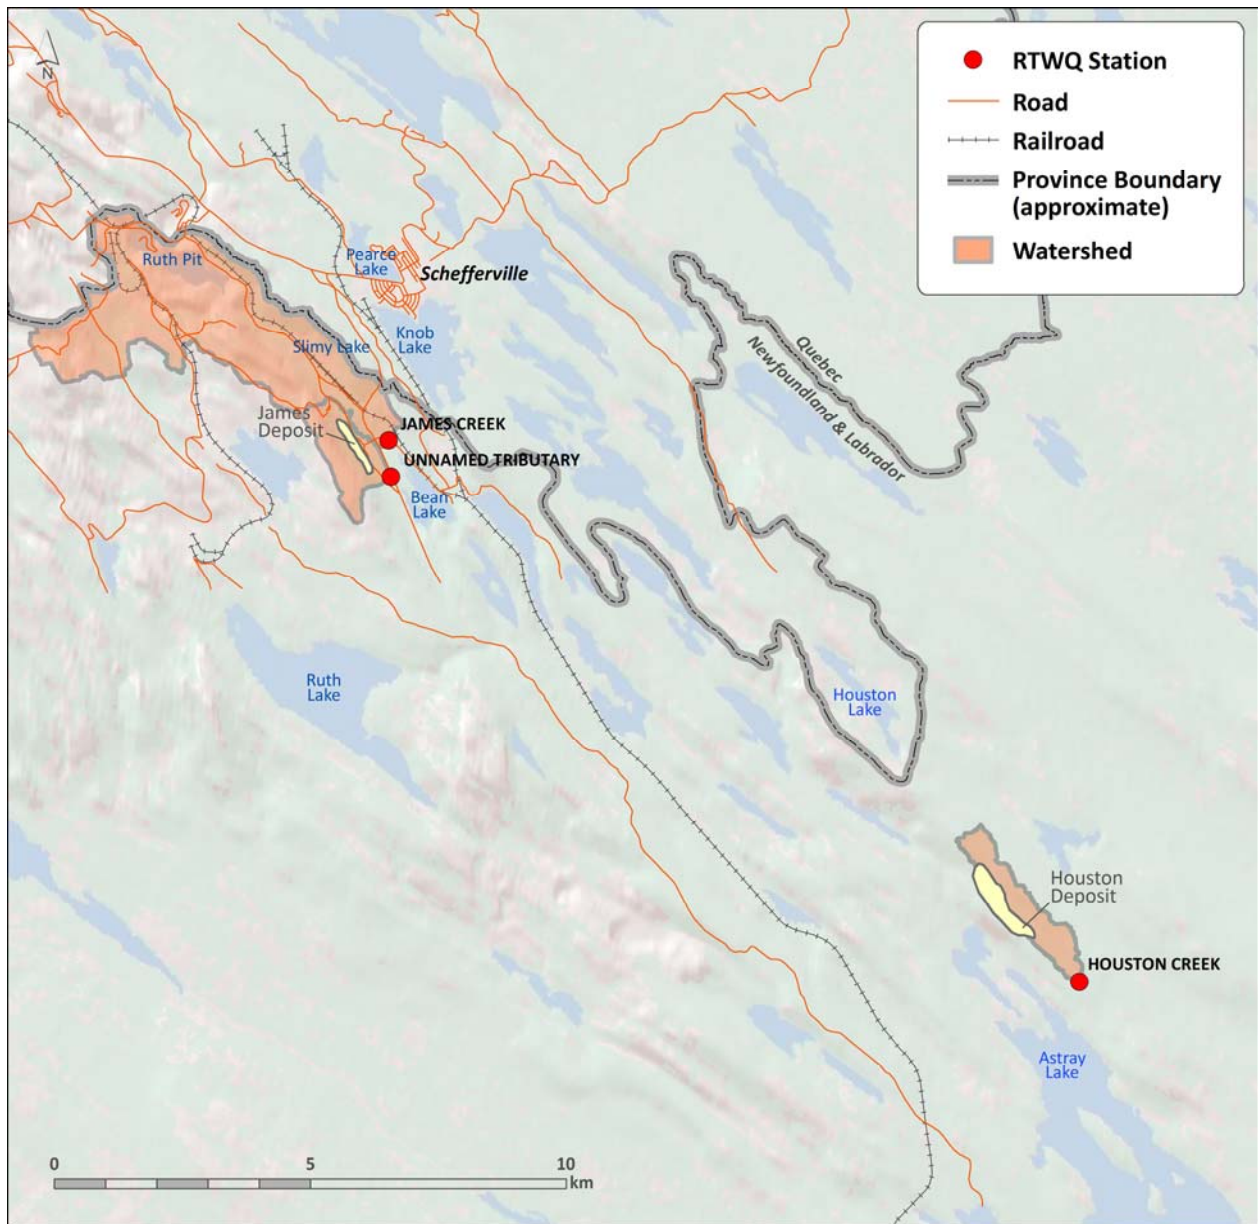 N
RTWQ Station
Road
Railroad
Province Boundary
(approximate)
Watershed
Pearce
Lake
Schefferville
Ruth Pit
Slimy Lake
Knob
Lake
Quebec
Newfoundland & Labrador
James
Deposit
JAMES CREEK
UNNAMED TRIBUTARY
Bean
Lake
Ruth
Lake
Houston
Lake
Houston
Deposit
HOUSTON CREEK
Astray
Lake
0 5 10
km